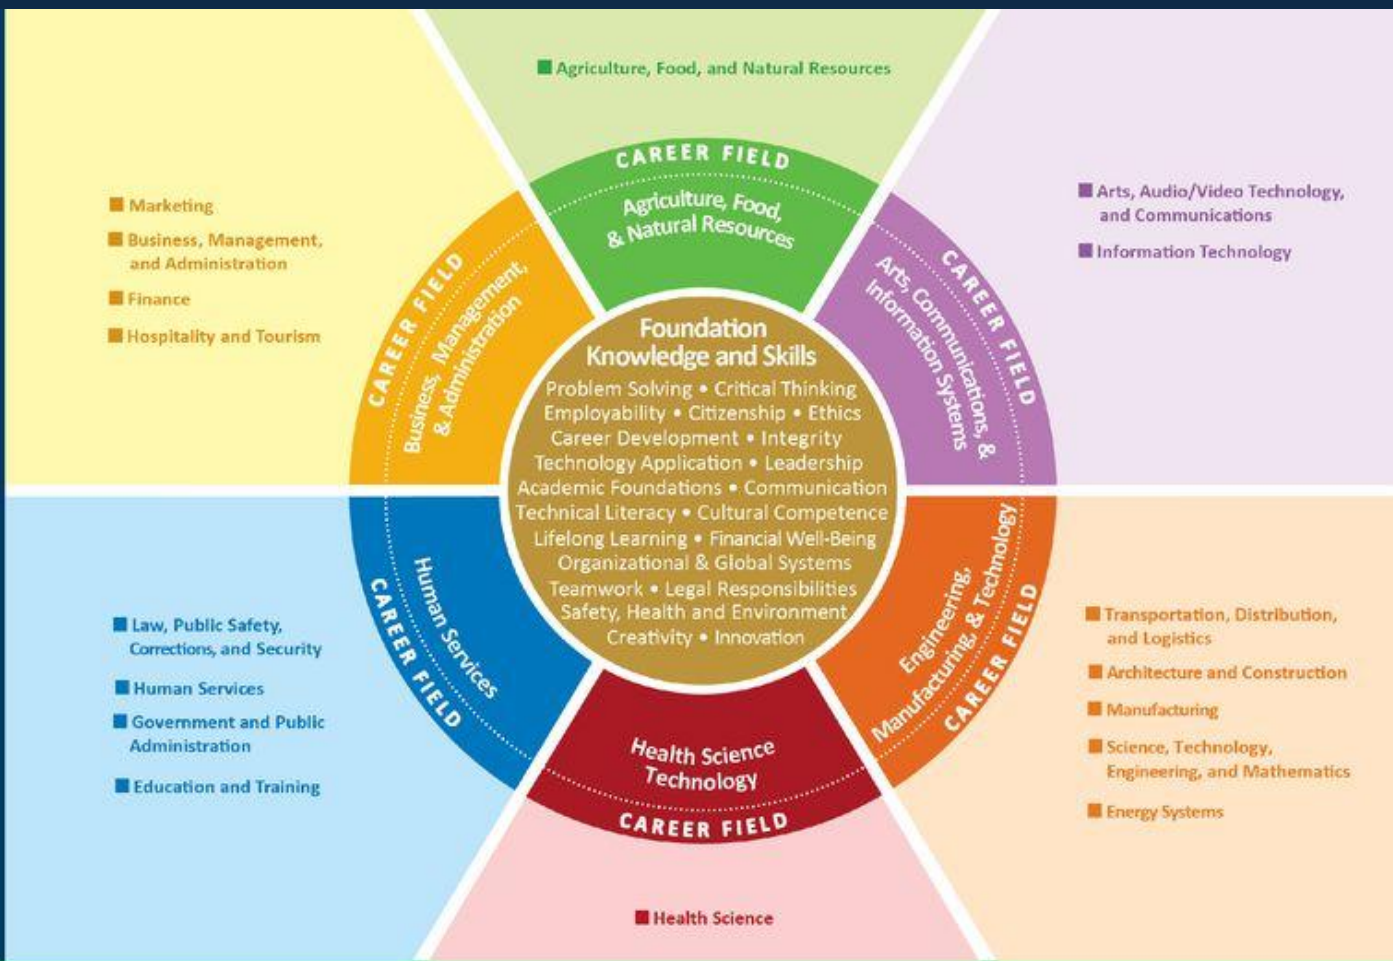 Agriculture, Food, and Natural Resources
CAREER FIELD
Agriculture, Food,
& Natural Resources
Arts, Audio/Video Technology,
and Communications
Information Technology
CAREER FIELD
Arts, Communications, &
Information Systems
Marketing
Business, Management,
and Administration
Finance
Hospitality and Tourism
CAREER FIELD
Business, Management,
& Administration
Foundation
Knowledge and Skills
Problem Solving • Critical Thinking
Employability • Citizenship • Ethics
Career Development • Integrity
Technology Application • Leadership
Academic Foundations • Communication
Technical Literacy • Cultural Competence
Lifelong Learning • Financial Well-Being
Organizational & Global Systems
Teamwork • Legal Responsibilities
Safety, Health and Environment
Creativity • Innovation
Law, Public Safety,
Corrections, and Security
Human Services
Government and Public
Administration
Education and Training
CAREER FIELD
Human Services
Engineering,
Manufacturing, & Technology
CAREER FIELD
Transportation, Distribution,
and Logistics
Architecture and Construction
Manufacturing
Science, Technology,
Engineering, and Mathematics
Energy Systems
Health Science
Technology
CAREER FIELD
Health Science